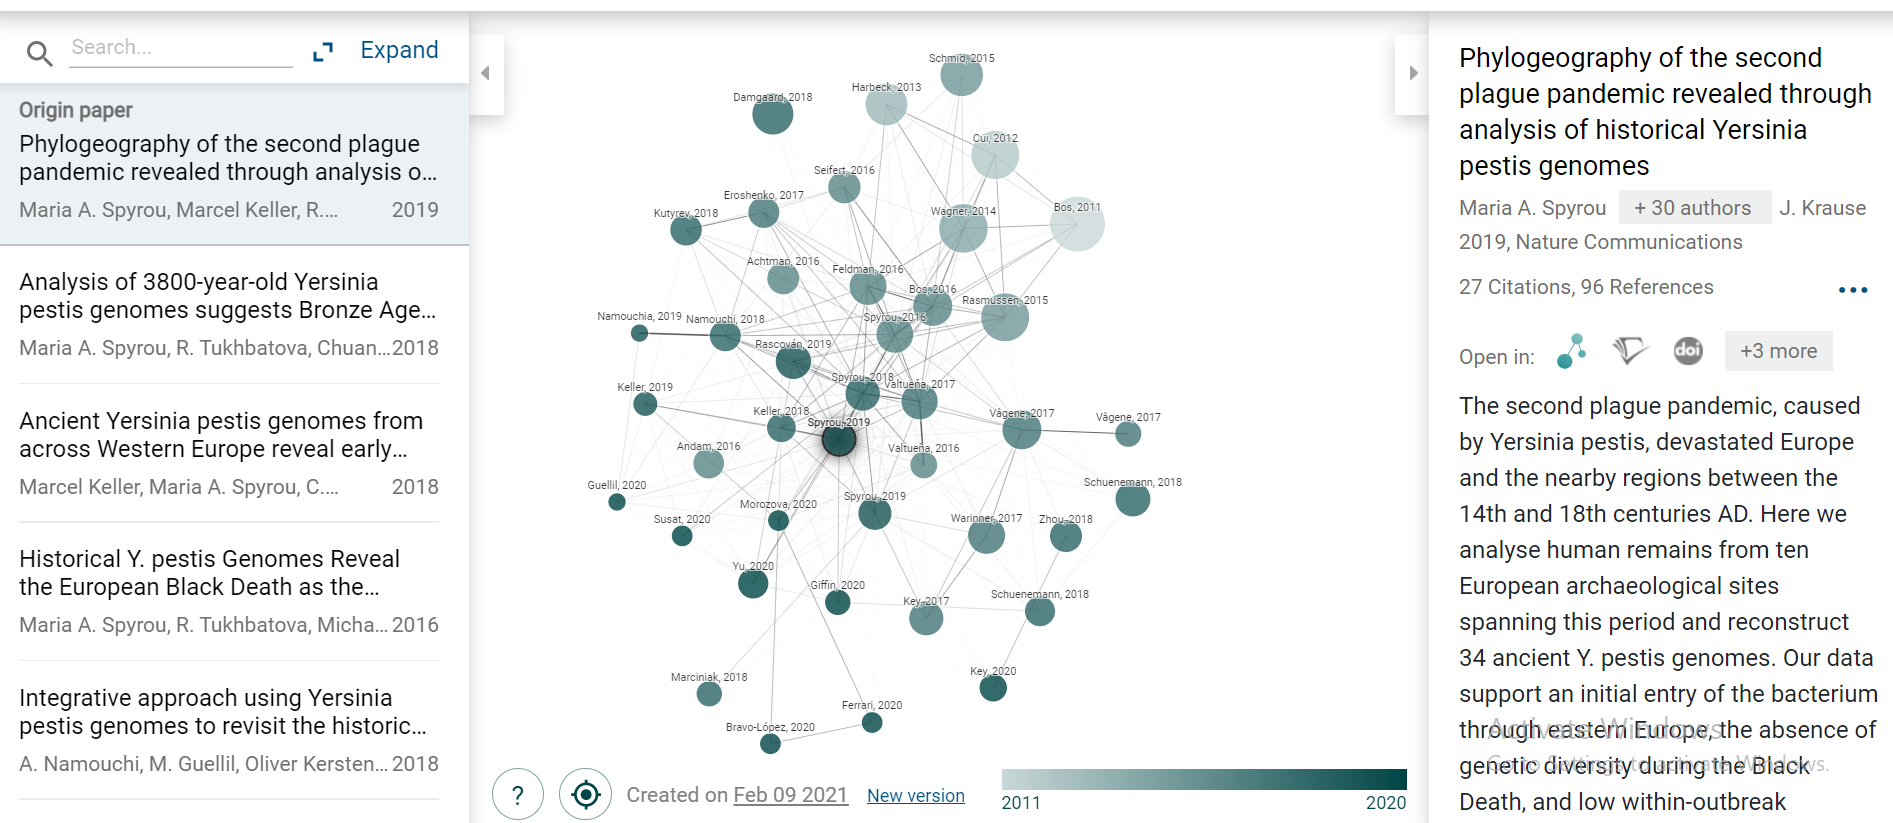 Search...
Expand
Origin paper
Phylogeography of the second plague
pandemic revealed through analysis o...
Maria A. Spyrou, Marcel Keller, R.... 2019
Analysis of 3800-year-old Yersinia
pestis genomes suggests Bronze Age...
Maria A. Spyrou, R. Tukhbatova, Chuan... 2018
Ancient Yersinia pestis genomes from
across Western Europe reveal early...
Marcel Keller, Maria A. Spyrou, C.... 2018
Historical Y. pestis Genomes Reveal
the European Black Death as the...
Maria A. Spyrou, R. Tukhbatova, Micha... 2016
Integrative approach using Yersinia
pestis genomes to revisit the historic...
A. Namouchi, M. Guellil, Oliver Kersten... 2018
Schmid, 2015
Harbeck, 2013
Damgaard, 2018
Cui, 2012
Seifert, 2016
Eroshenko, 2017
Kutyrev, 2018
Wagner, 2014
Bos, 2011
Achtman, 2016
Feldman, 2016
Bos, 2016
Rasmussen, 2015
Namouchia, 2019
Namouchi, 2018
Spyrou, 2016
Rascovan, 2019
Spyrou, 2018
Valtueña, 2017
Keller, 2019
Keller, 2018
Spyrou, 2019
Vågene, 2017
Vågene, 2017
Andam, 2016
Valtueña, 2016
Guellil, 2020
Schuenemann, 2018
Spyrou, 2019
Morozova, 2020
Susat, 2020
Warinner, 2017
Zhou, 2018
Yu, 2020
Giffin, 2020
Key, 2017
Schuenemann, 2018
Marciniak, 2018
Key, 2020
Ferrari, 2020
Bravo-López, 2020
?
Created on Feb 09 2021
New version
2011
2020
Phylogeography of the second
plague pandemic revealed through
analysis of historical Yersinia
pestis genomes
Maria A. Spyrou + 30 authors J. Krause
2019, Nature Communications
27 Citations, 96 References
Open in: doi +3 more
The second plague pandemic, caused
by Yersinia pestis, devastated Europe
and the nearby regions between the
14th and 18th centuries AD. Here we
analyse human remains from ten
European archaeological sites
spanning this period and reconstruct
34 ancient Y. pestis genomes. Our data
support an initial entry of the bacterium
through eastern Europe, the absence of
genetic diversity during the Black
Death, and low within-outbreak
Activate Windows
Go to Settings to activate Windows.